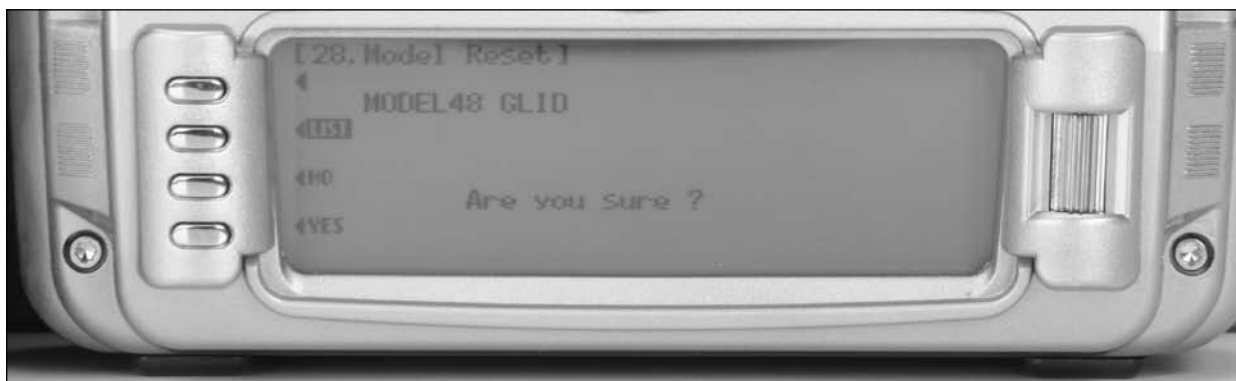 [28.Model Reset]
MODEL48 GLID
LIST
NO
Are you sure ?
YES